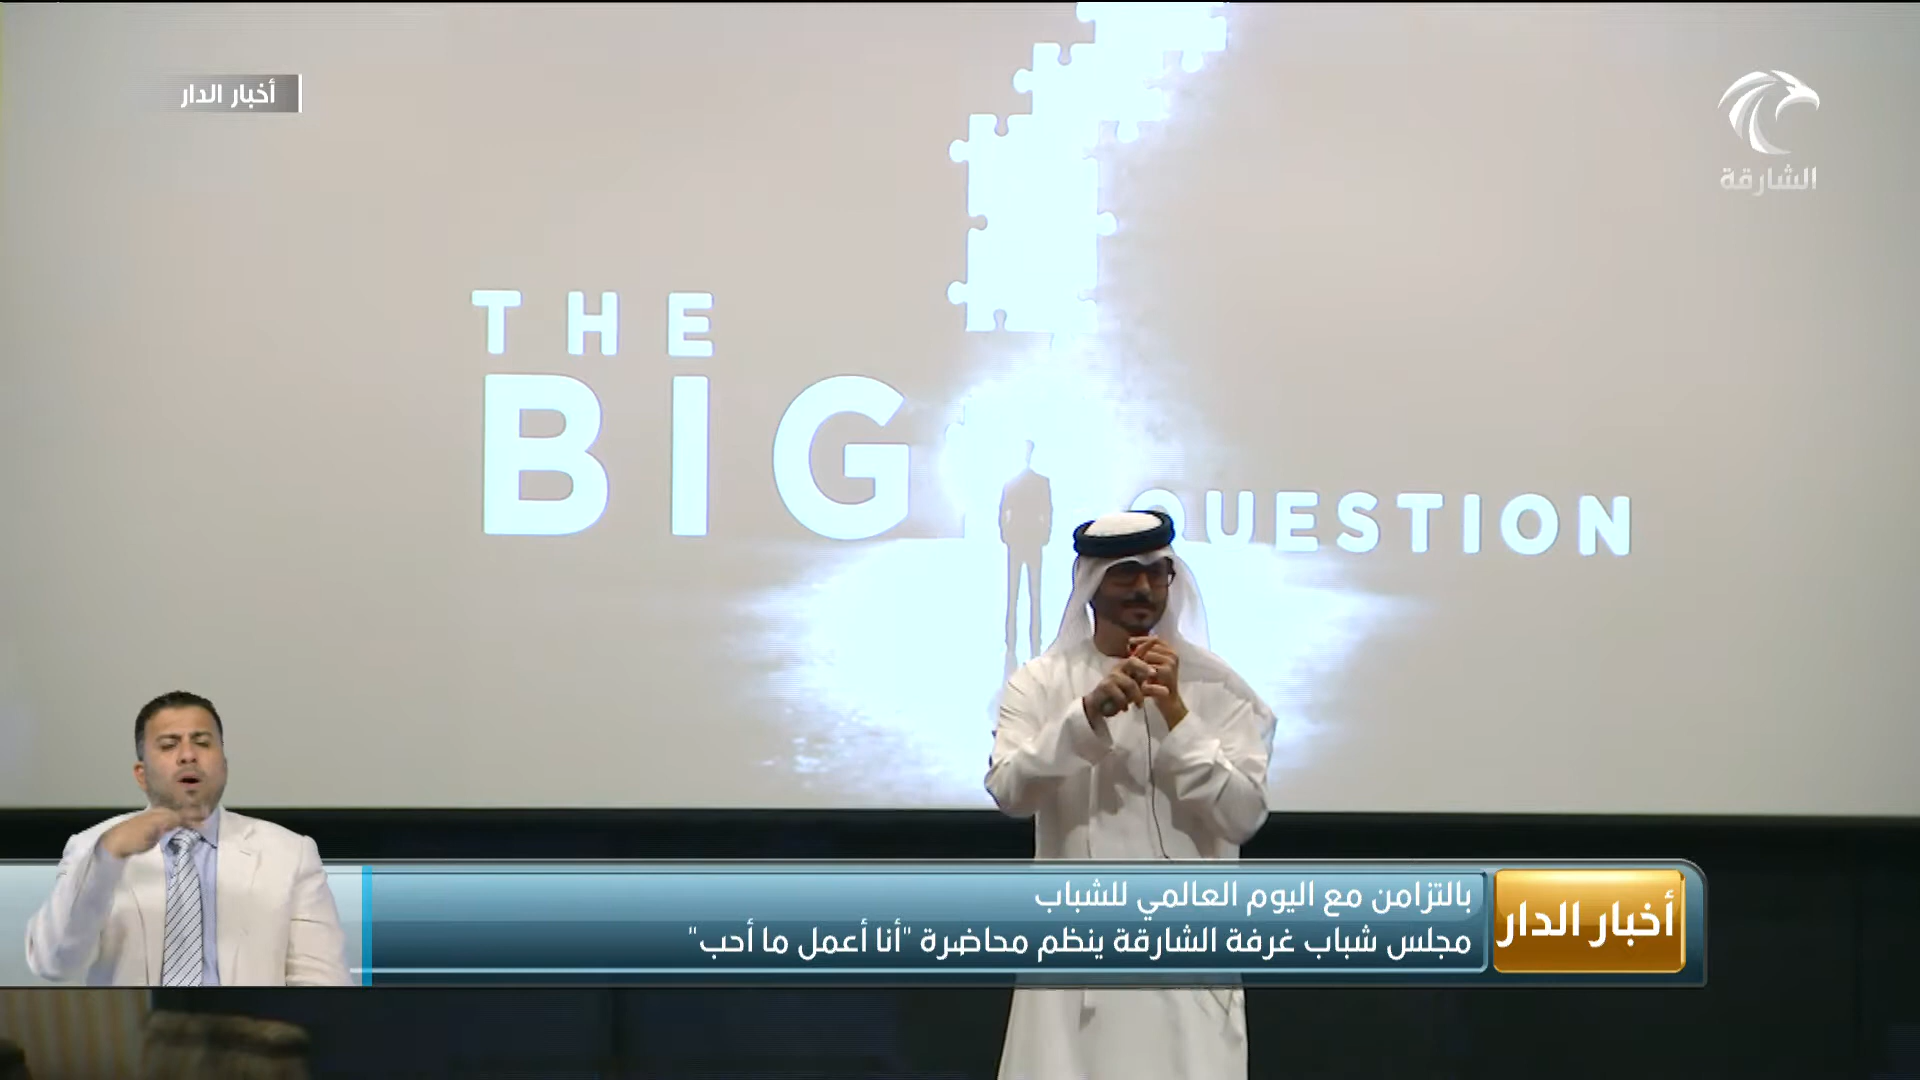 أخبار الدار
الشارقة
THE
BIG
QUESTION
بالتزامن مع اليوم العالمي للشباب
مجلس شباب غرفة الشارقة ينظم محاضرة "أنا أعمل ما أحب"
أخبار الدار